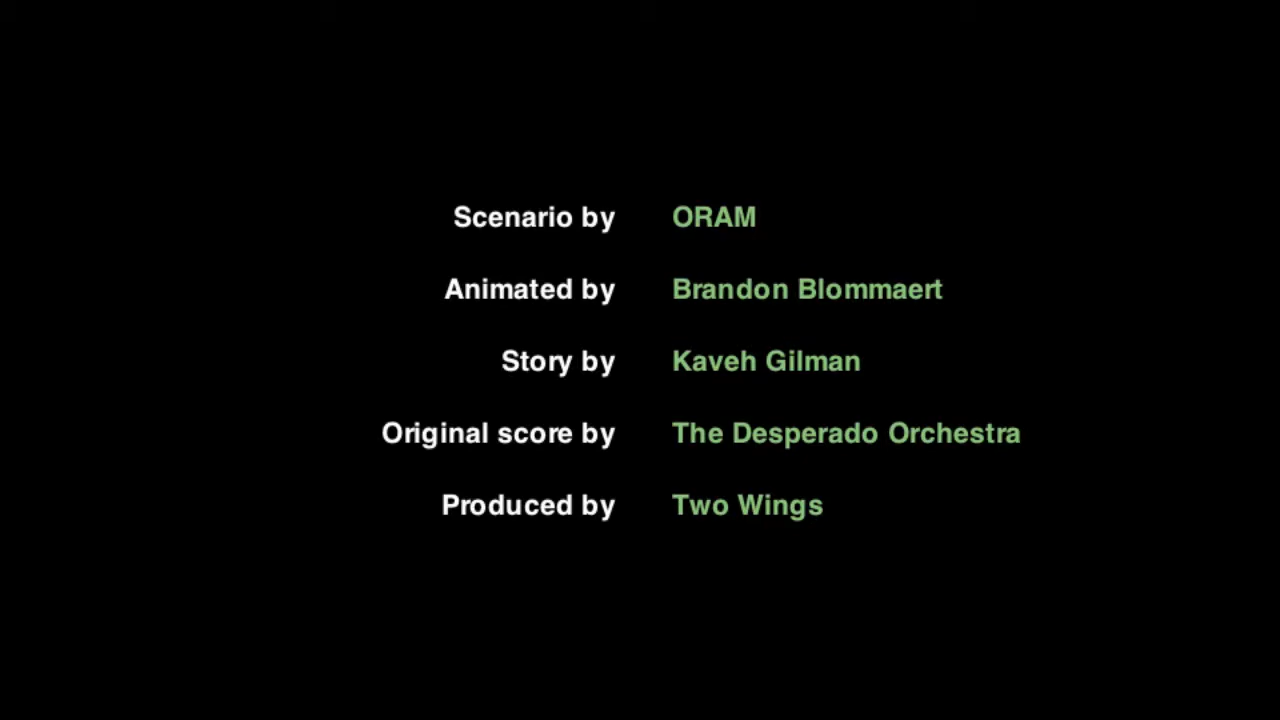 Scenario by ORAM
Animated by Brandon Blommaert
Story by Kaveh Gilman
Original score by The Desperado Orchestra
Produced by Two Wings